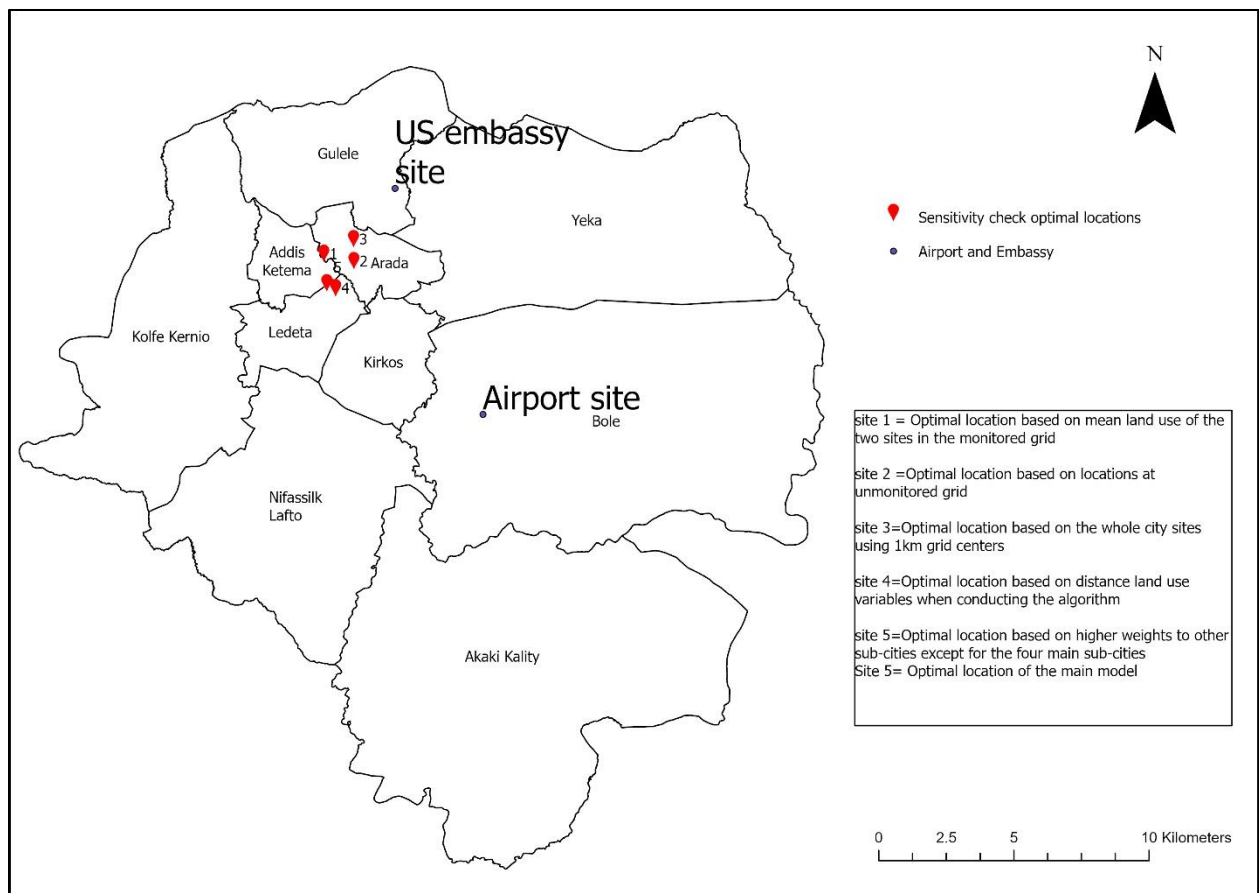 N
US embassy
site
Gulele
Yeka
Sensitivity check optimal locations
Airport and Embassy
3
1
2
5
4
Addis
Ketema
Arada
Kolfe Kernio
Ledeta
Kirkos
Airport site
Bole
Nifassilk
Lafto
Akaki Kality
site 1 = Optimal location based on mean land use of the
two sites in the monitored grid
site 2 =Optimal location based on locations at
unmonitored grid
site 3=Optimal location based on the whole city sites
using 1km grid centers
site 4=Optimal location based on distance land use
variables when conducting the algorithm
site 5=Optimal location based on higher weights to other
sub-cities except for the four main sub-cities
Site 5= Optimal location of the main model
0 2.5 5 10 Kilometers